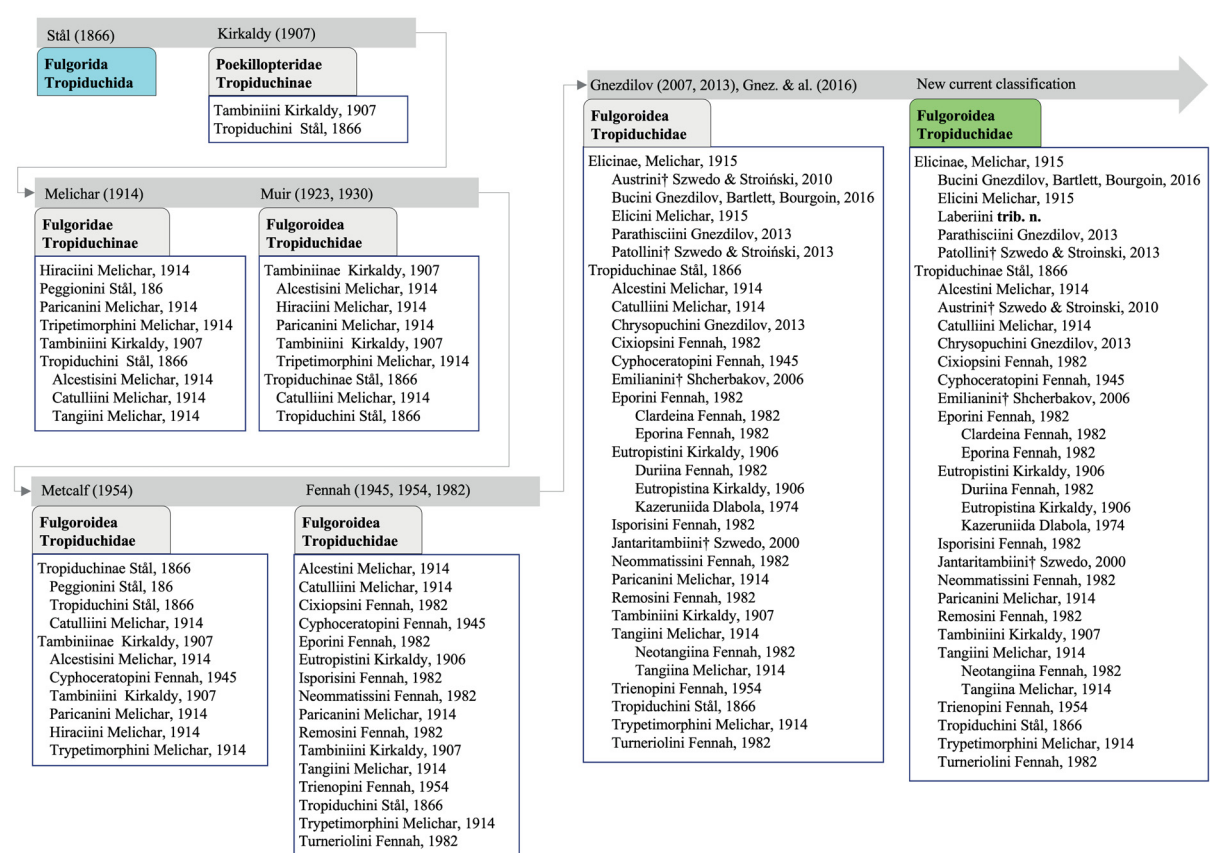 Stål (1866)
Kirkaldy (1907)
Fulgorida
Tropiduchida
Poekillopteridae
Tropiduchinae
Tambiniini Kirkaldy, 1907
Tropiduchini Stål, 1866
Melichar (1914)
Muir (1923, 1930)
Fulgoridae
Tropiduchinae
Hiraciini Melichar, 1914
Peggionini Stål, 186
Paricanini Melichar, 1914
Tripetimorphini Melichar, 1914
Tambiniini Kirkaldy, 1907
Tropiduchini Stål, 1866
Alcestisini Melichar, 1914
Catulliini Melichar, 1914
Tangiini Melichar, 1914
Fulgoroidea
Tropiduchidae
Tambiniinae Kirkaldy, 1907
Alcestisini Melichar, 1914
Hiraciini Melichar, 1914
Paricanini Melichar, 1914
Tambiniini Kirkaldy, 1907
Tripetimorphini Melichar, 1914
Tropiduchinae Stål, 1866
Catulliini Melichar, 1914
Tropiduchini Stål, 1866
Metcalf (1954)
Fennah (1945, 1954, 1982)
Fulgoroidea
Tropiduchidae
Tropiduchinae Stål, 1866
Peggionini Stål, 186
Tropiduchini Stål, 1866
Catulliini Melichar, 1914
Tambiniinae Kirkaldy, 1907
Alcestisini Melichar, 1914
Cyphoceratopini Fennah, 1945
Tambiniini Kirkaldy, 1907
Paricanini Melichar, 1914
Hiraciini Melichar, 1914
Trypetimorphini Melichar, 1914
Fulgoroidea
Tropiduchidae
Alcestini Melichar, 1914
Catulliini Melichar, 1914
Cixiopsini Fennah, 1982
Cyphoceratopini Fennah, 1945
Eporini Fennah, 1982
Eutropistini Kirkaldy, 1906
Isporisini Fennah, 1982
Neommatissini Fennah, 1982
Paricanini Melichar, 1914
Remosini Fennah, 1982
Tambiniini Kirkaldy, 1907
Tangiini Melichar, 1914
Trienopini Fennah, 1954
Tropiduchini Stål, 1866
Trypetimorphini Melichar, 1914
Turneriolini Fennah, 1982
Gnezdilov (2007, 2013), Gnez. & al. (2016)
New current classification
Fulgoroidea
Tropiduchidae
Elicinae, Melichar, 1915
Austrini† Szwedo & Stroiński, 2010
Bucini Gnezdilov, Bartlett, Bourgoin, 2016
Elicini Melichar, 1915
Parathisciini Gnezdilov, 2013
Patollini† Szwedo & Stroiński, 2013
Tropiduchinae Stål, 1866
Alcestini Melichar, 1914
Catulliini Melichar, 1914
Chrysopuchini Gnezdilov, 2013
Cixiopsini Fennah, 1982
Cyphoceratopini Fennah, 1945
Emilianini† Shcherbakov, 2006
Eporini Fennah, 1982
Clardeina Fennah, 1982
Eporina Fennah, 1982
Eutropistini Kirkaldy, 1906
Duriina Fennah, 1982
Eutropistina Kirkaldy, 1906
Kazeruniida Dlabola, 1974
Isporisini Fennah, 1982
Jantaritambiini† Szwedo, 2000
Neommatissini Fennah, 1982
Paricanini Melichar, 1914
Remosini Fennah, 1982
Tambiniini Kirkaldy, 1907
Tangiini Melichar, 1914
Neotangiina Fennah, 1982
Tangiina Melichar, 1914
Trienopini Fennah, 1954
Tropiduchini Stål, 1866
Trypetimorphini Melichar, 1914
Turneriolini Fennah, 1982
Fulgoroidea
Tropiduchidae
Elicinae, Melichar, 1915
Bucini Gnezdilov, Bartlett, Bourgoin, 2016
Elicini Melichar, 1915
Laberiini trib. n.
Parathisciini Gnezdilov, 2013
Patollini† Szwedo & Stroinski, 2013
Tropiduchinae Stål, 1866
Alcestini Melichar, 1914
Austrini† Szwedo & Stroinski, 2010
Catulliini Melichar, 1914
Chrysopuchini Gnezdilov, 2013
Cixiopsini Fennah, 1982
Cyphoceratopini Fennah, 1945
Emilianini† Shcherbakov, 2006
Eporini Fennah, 1982
Clardeina Fennah, 1982
Eporina Fennah, 1982
Eutropistini Kirkaldy, 1906
Duriina Fennah, 1982
Eutropistina Kirkaldy, 1906
Kazeruniida Dlabola, 1974
Isporisini Fennah, 1982
Jantaritambiini† Szwedo, 2000
Neommatissini Fennah, 1982
Paricanini Melichar, 1914
Remosini Fennah, 1982
Tambiniini Kirkaldy, 1907
Tangiini Melichar, 1914
Neotangiina Fennah, 1982
Tangiina Melichar, 1914
Trienopini Fennah, 1954
Tropiduchini Stål, 1866
Trypetimorphini Melichar, 1914
Turneriolini Fennah, 1982